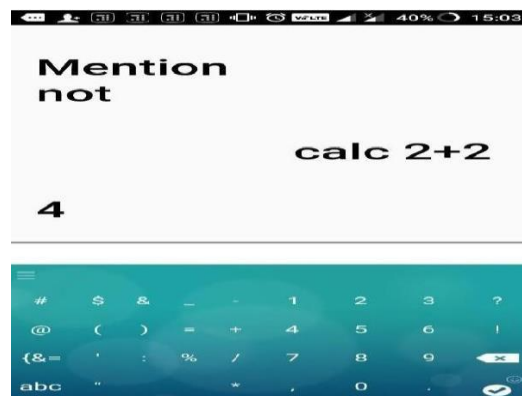 VoLTE 40% 15:03
Mention
not
calc 2+2
4
# $ & _ - 1 2 3 ?
@ ( ) = + 4 5 6 !
{&= ' : % / 7 8 9
abc " * , 0 .